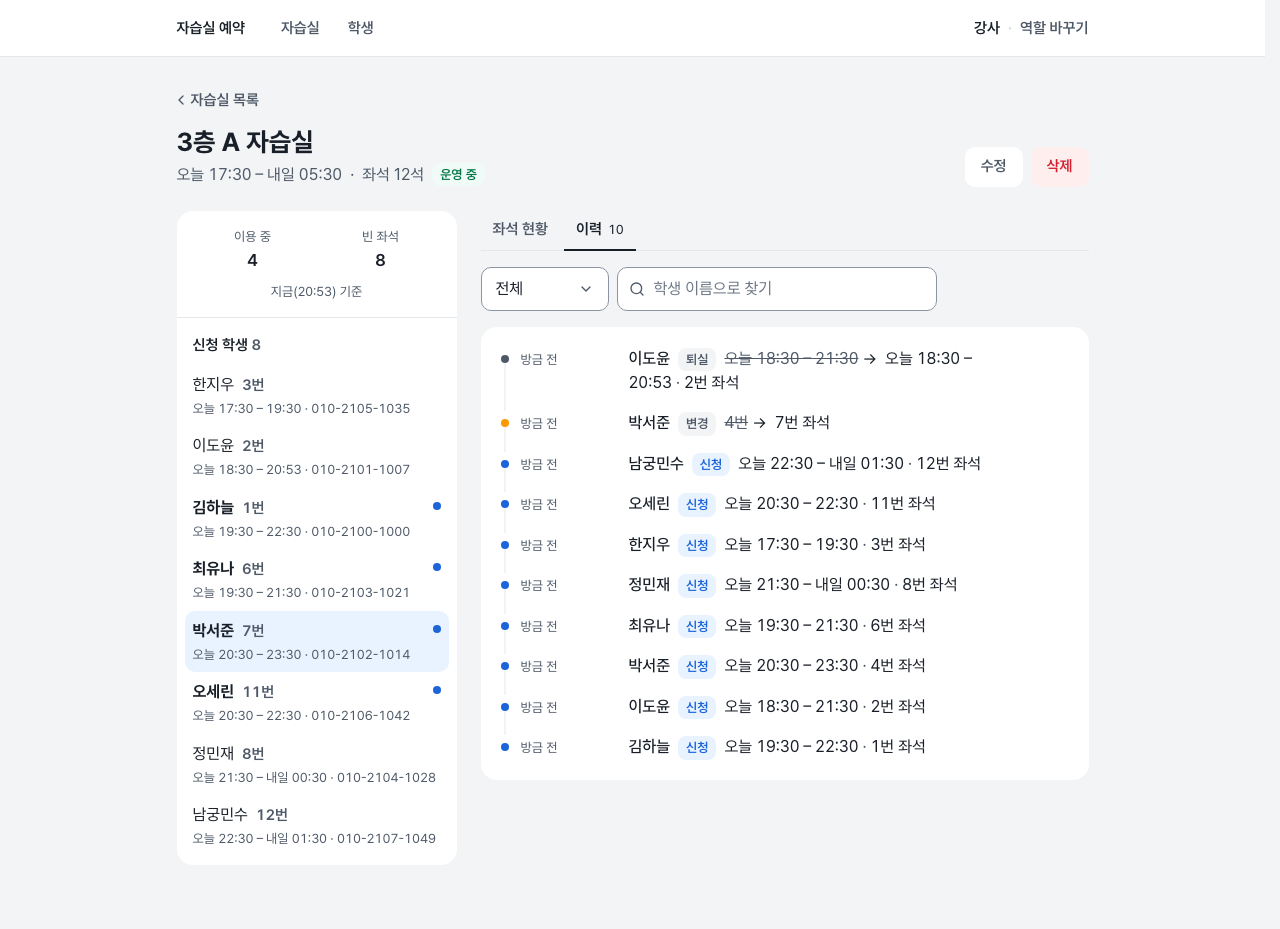 자습실 예약 자습실 학생 강사 · 역할 바꾸기
자습실 목록
3층 A 자습실
오늘 17:30 – 내일 05:30 · 좌석 12석 운영 중
수정 삭제
이용 중 빈 좌석
4 8
지금(20:53) 기준
신청 학생 8
한지우 3번
오늘 17:30 – 19:30 · 010-2105-1035
이도윤 2번
오늘 18:30 – 20:53 · 010-2101-1007
김하늘 1번
오늘 19:30 – 22:30 · 010-2100-1000
최유나 6번
오늘 19:30 – 21:30 · 010-2103-1021
박서준 7번
오늘 20:30 – 23:30 · 010-2102-1014
오세린 11번
오늘 20:30 – 22:30 · 010-2106-1042
정민재 8번
오늘 21:30 – 내일 00:30 · 010-2104-1028
남궁민수 12번
오늘 22:30 – 내일 01:30 · 010-2107-1049
좌석 현황 이력 10
전체 학생 이름으로 찾기
방금 전 이도윤 퇴실 오늘 18:30 – 21:30 → 오늘 18:30 –
20:53 · 2번 좌석
방금 전 박서준 변경 4번 → 7번 좌석
방금 전 남궁민수 신청 오늘 22:30 – 내일 01:30 · 12번 좌석
방금 전 오세린 신청 오늘 20:30 – 22:30 · 11번 좌석
방금 전 한지우 신청 오늘 17:30 – 19:30 · 3번 좌석
방금 전 정민재 신청 오늘 21:30 – 내일 00:30 · 8번 좌석
방금 전 최유나 신청 오늘 19:30 – 21:30 · 6번 좌석
방금 전 박서준 신청 오늘 20:30 – 23:30 · 4번 좌석
방금 전 이도윤 신청 오늘 18:30 – 21:30 · 2번 좌석
방금 전 김하늘 신청 오늘 19:30 – 22:30 · 1번 좌석